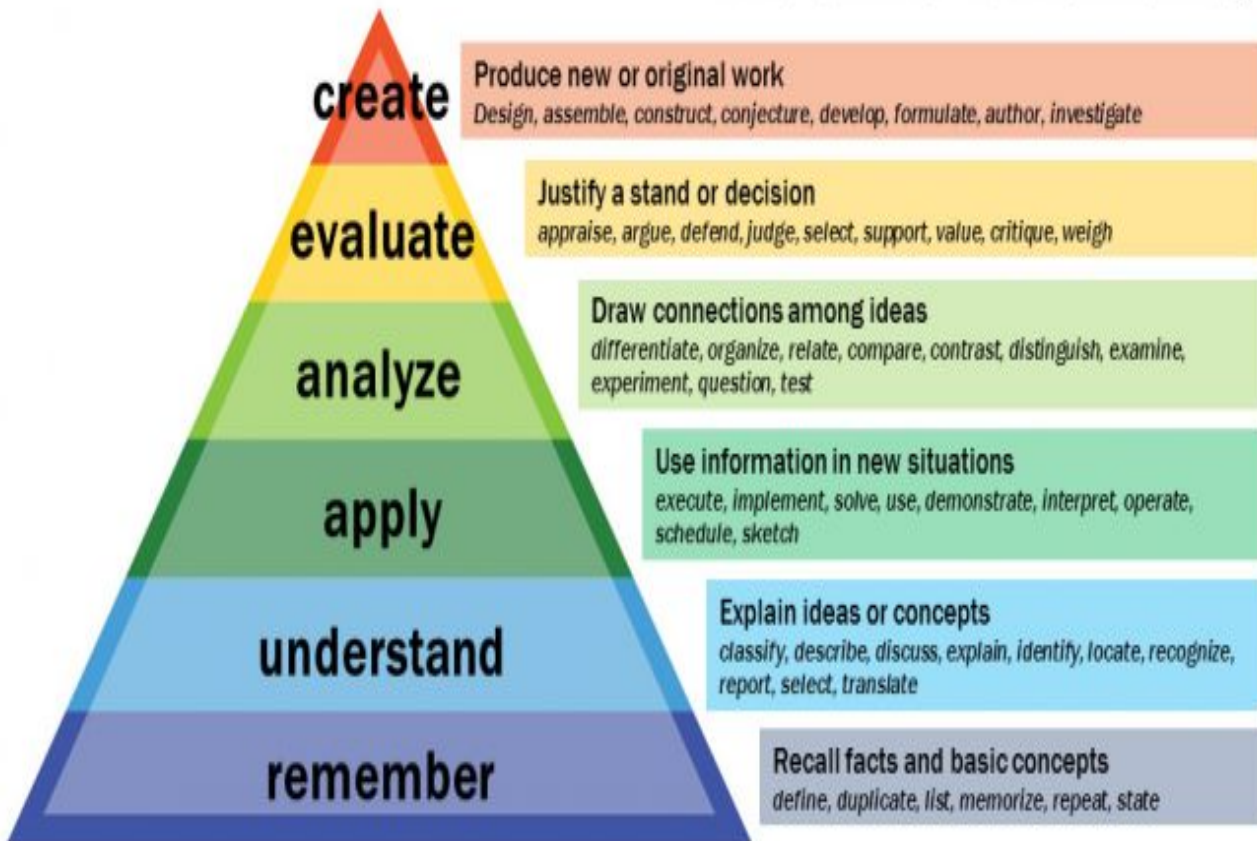 create
Produce new or original work
Design, assemble, construct, conjecture, develop, formulate, author, investigate
evaluate
Justify a stand or decision
appraise, argue, defend, judge, select, support, value, critique, weigh
analyze
Draw connections among ideas
differentiate, organize, relate, compare, contrast, distinguish, examine,
experiment, question, test
apply
Use information in new situations
execute, implement, solve, use, demonstrate, interpret, operate,
schedule, sketch
understand
Explain ideas or concepts
classify, describe, discuss, explain, identify, locate, recognize,
report, select, translate
remember
Recall facts and basic concepts
define, duplicate, list, memorize, repeat, state